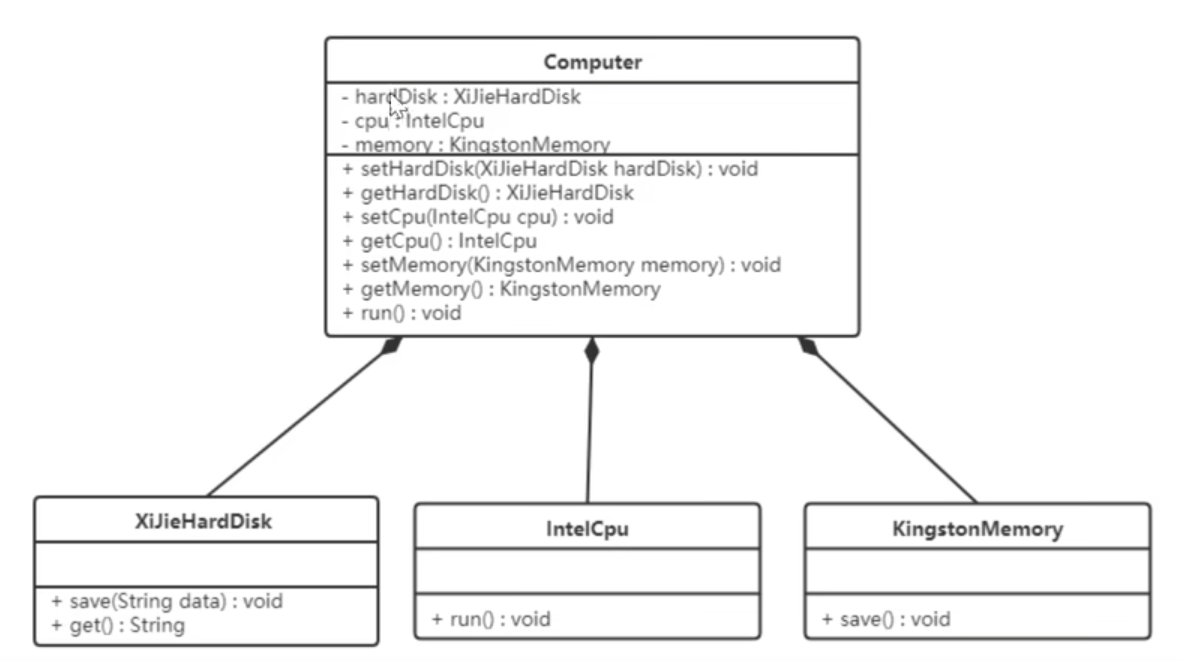 Computer
- hardDisk : XiJieHardDisk
- cpu : IntelCpu
- memory : KingstonMemory
+ setHardDisk(XiJieHardDisk hardDisk) : void
+ getHardDisk() : XiJieHardDisk
+ setCpu(IntelCpu cpu) : void
+ getCpu() : IntelCpu
+ setMemory(KingstonMemory memory) : void
+ getMemory() : KingstonMemory
+ run() : void
XiJieHardDisk
+ save(String data) : void
+ get() : String
IntelCpu
+ run() : void
KingstonMemory
+ save() : void